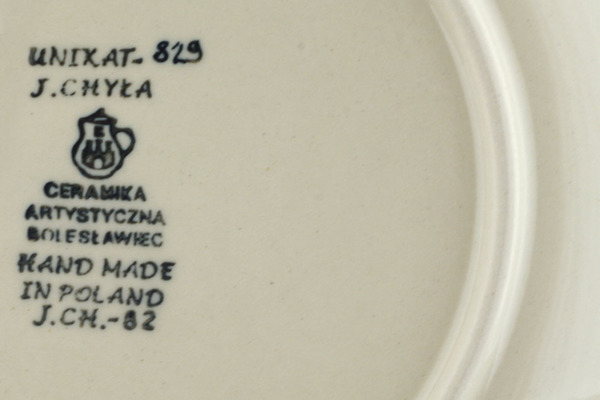 UNIKAT-829
J.CHYŁA
CERAMIKA
ARTYSTYCZNA
BOLESŁAWIEC
HAND MADE
IN POLAND
J.CH.-82